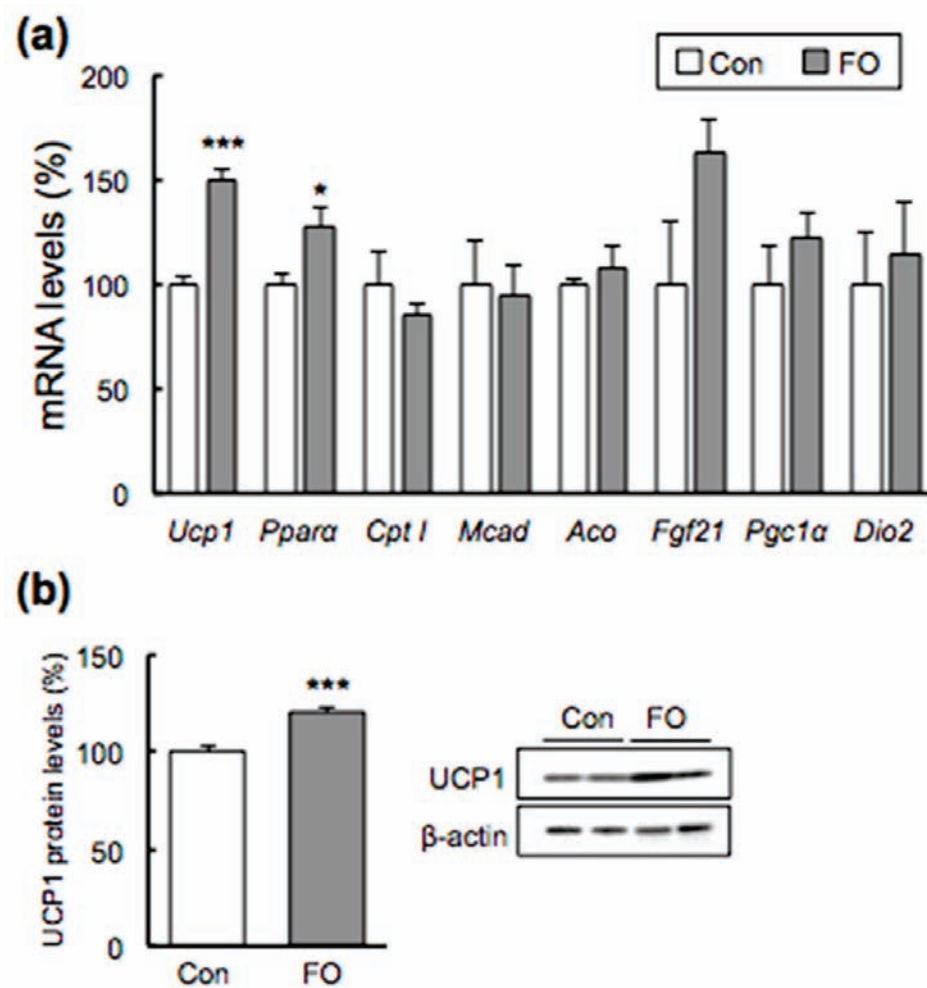 (a)
Con FO
200
150
100
50
0
mRNA levels (%)
*** *
Ucp1 Pparα Cpt I Mcad Aco Fgf21 Pgc1α Dio2
(b)
150
100
50
0
UCP1 protein levels (%)
***
Con FO
Con FO
UCP1
β-actin